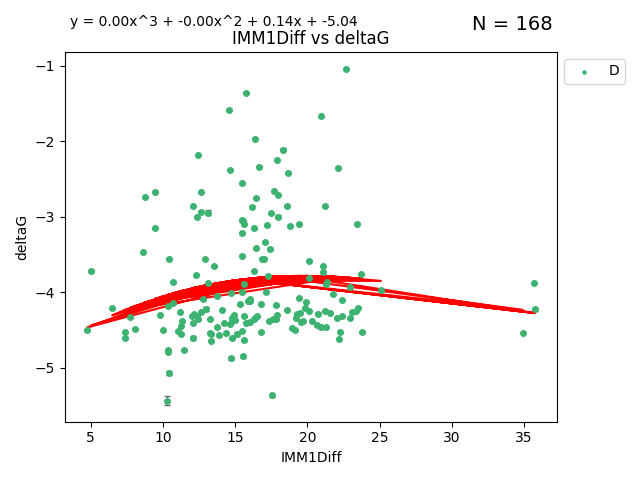 y = 0.00x^3 + -0.00x^2 + 0.14x + -5.04
N = 168
IMM1Diff vs deltaG
D
−1
−2
−3
−4
−5
deltaG
5 10 15 20 25 30 35
IMM1Diff